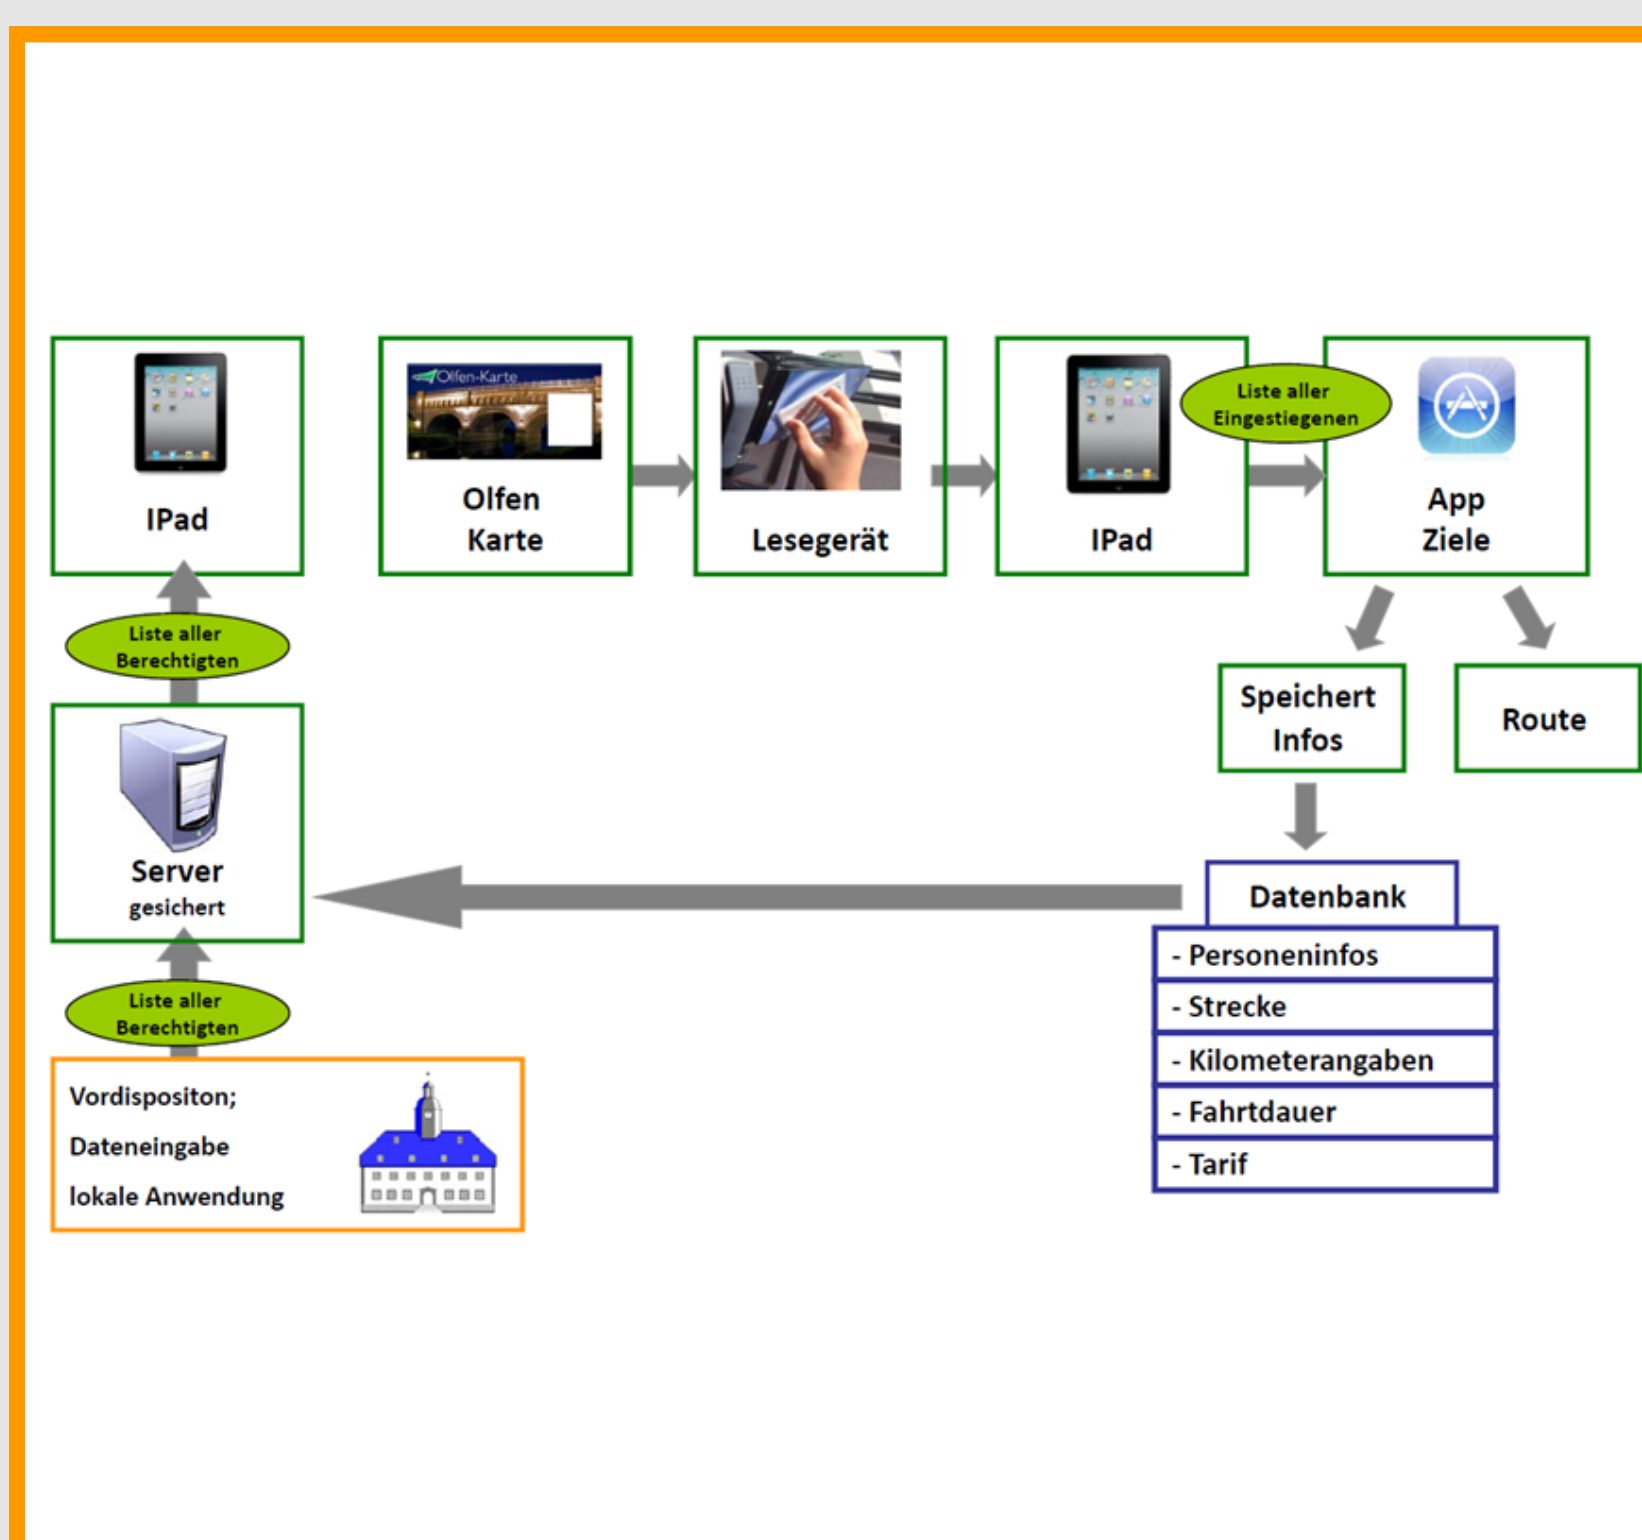 IPad
Olfen-Karte
Olfen
Karte
Lesegerät
IPad
Liste aller
Eingestiegenen
App
Ziele
Liste aller
Berechtigten
Speichert
Infos
Route
Server
gesichert
Datenbank
- Personeninfos
- Strecke
- Kilometerangaben
- Fahrtdauer
- Tarif
Liste aller
Berechtigten
Vordispositon;
Dateneingabe
lokale Anwendung